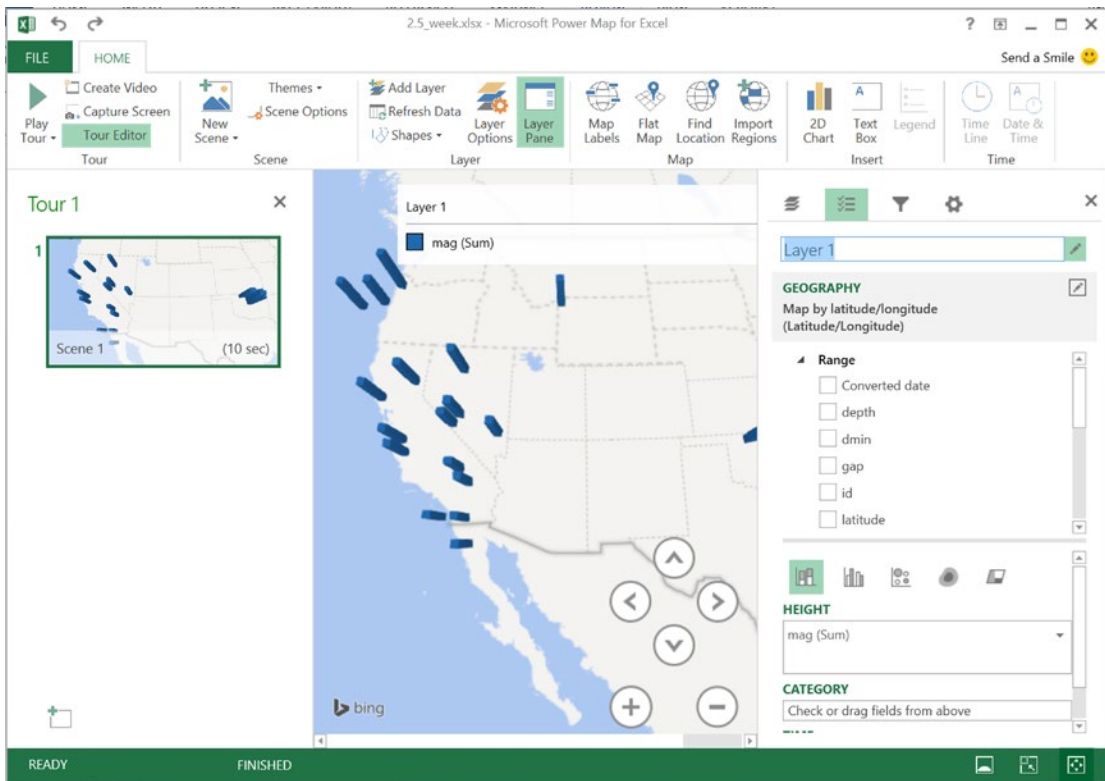 2.5_week.xlsx - Microsoft Power Map for Excel
?
FILE
HOME
Send a Smile
Play
Tour
Create Video
Capture Screen
Tour Editor
Tour
New
Scene
Themes
Scene Options
Scene
Add Layer
Refresh Data
Shapes
Layer
Options
Layer
Pane
Layer
Map
Labels
Flat
Map
Find
Location
Import
Regions
Map
2D
Chart
A
Text
Box
Legend
Insert
Time
Line
A
Date &
Time
Time
Tour 1
1
Scene 1
(10 sec)
Layer 1
mag (Sum)
bing
Layer 1
GEOGRAPHY
Map by latitude/longitude
(Latitude/Longitude)
Range
Converted date
depth
dmin
gap
id
latitude
HEIGHT
mag (Sum)
CATEGORY
Check or drag fields from above
READY
FINISHED